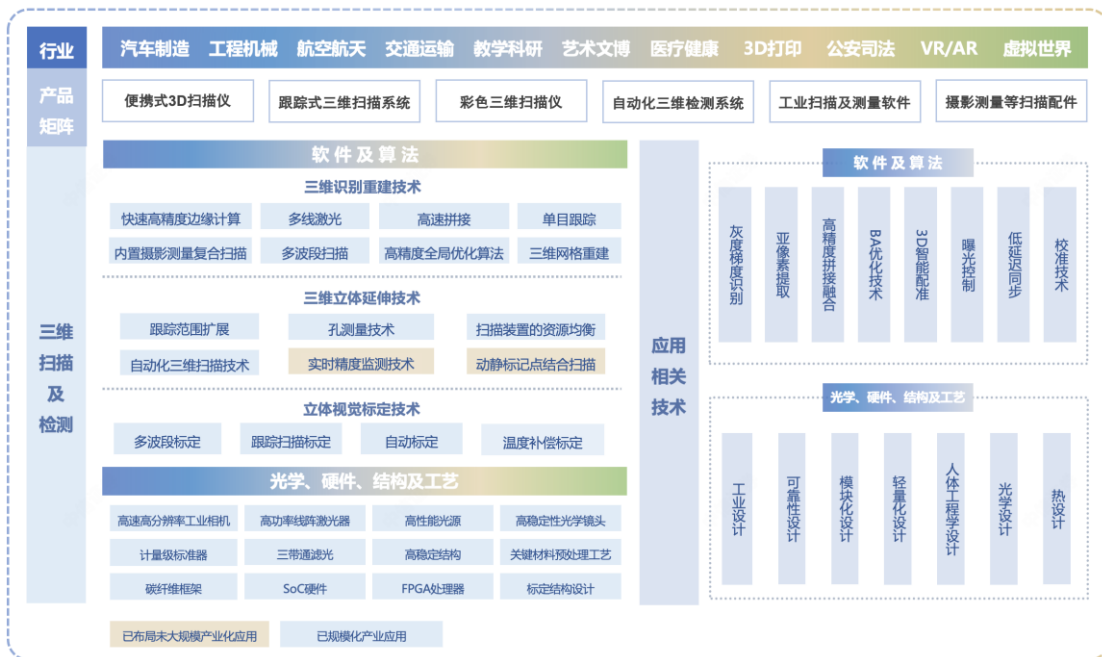 行业
汽车制造 工程机械 航空航天 交通运输 教学科研 艺术文博 医疗健康 3D打印 公安司法 VR/AR 虚拟世界
产品
矩阵
便携式3D扫描仪 跟踪式三维扫描系统 彩色三维扫描仪 自动化三维检测系统 工业扫描及测量软件 摄影测量等扫描配件
三维
扫描
及
检测
软件及算法
三维识别重建技术
快速高精度边缘计算 多线激光 高速拼接 单目跟踪
内置摄影测量复合扫描 多波段扫描 高精度全局优化算法 三维网格重建
三维立体延伸技术
跟踪范围扩展 孔测量技术 扫描装置的资源均衡
自动化三维扫描技术 实时精度监测技术 动静标记点结合扫描
立体视觉标定技术
多波段标定 跟踪扫描标定 自动标定 温度补偿标定
光学、硬件、结构及工艺
高速高分辨率工业相机 高功率线阵激光器 高性能光源 高稳定性光学镜头
计量级标准器 三带通滤光 高稳定结构 关键材料预处理工艺
碳纤维框架 SoC硬件 FPGA处理器 标定结构设计
已布局未大规模产业化应用 已规模化产业应用
应用
相关
技术
软件及算法
灰度梯度识别
亚像素提取
高精度拼接融合
BA优化技术
3D智能配准
曝光控制
低延迟同步
校准技术
光学、硬件、结构及工艺
工业设计
可靠性设计
模块化设计
轻量化设计
人体工程学设计
光学设计
热设计